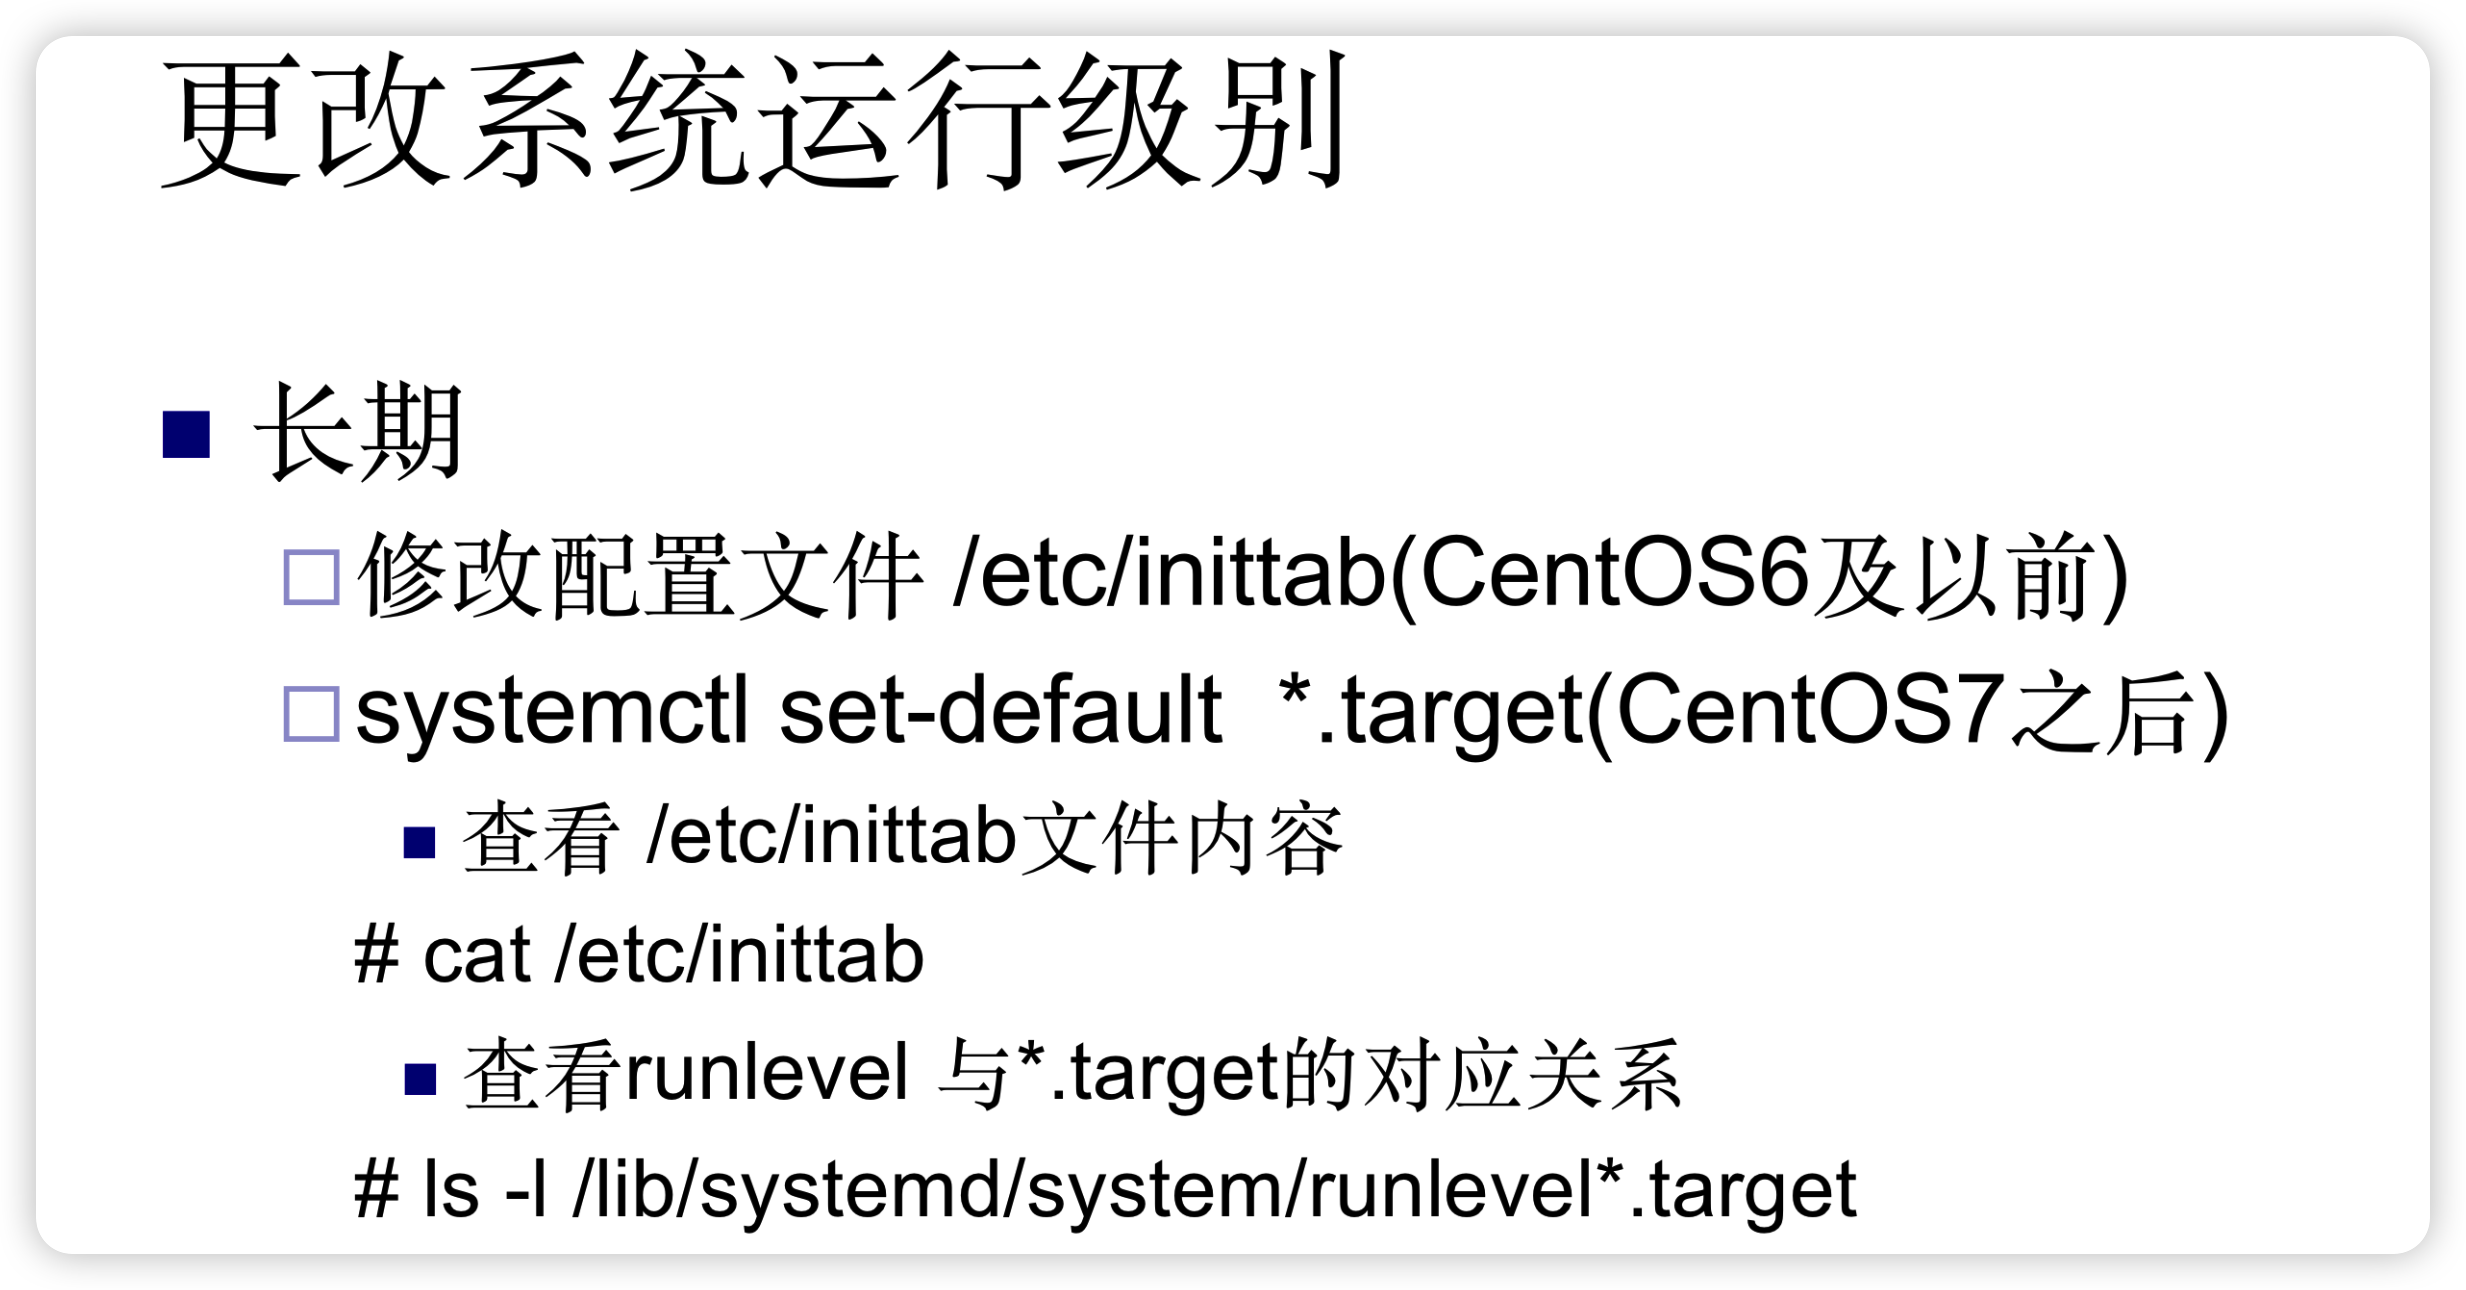 更改系统运行级别
长期
修改配置文件 /etc/inittab(CentOS6及以前)
systemctl set-default *.target(CentOS7之后)
查看 /etc/inittab文件内容
# cat /etc/inittab
查看runlevel 与*.target的对应关系
# ls -l /lib/systemd/system/runlevel*.target